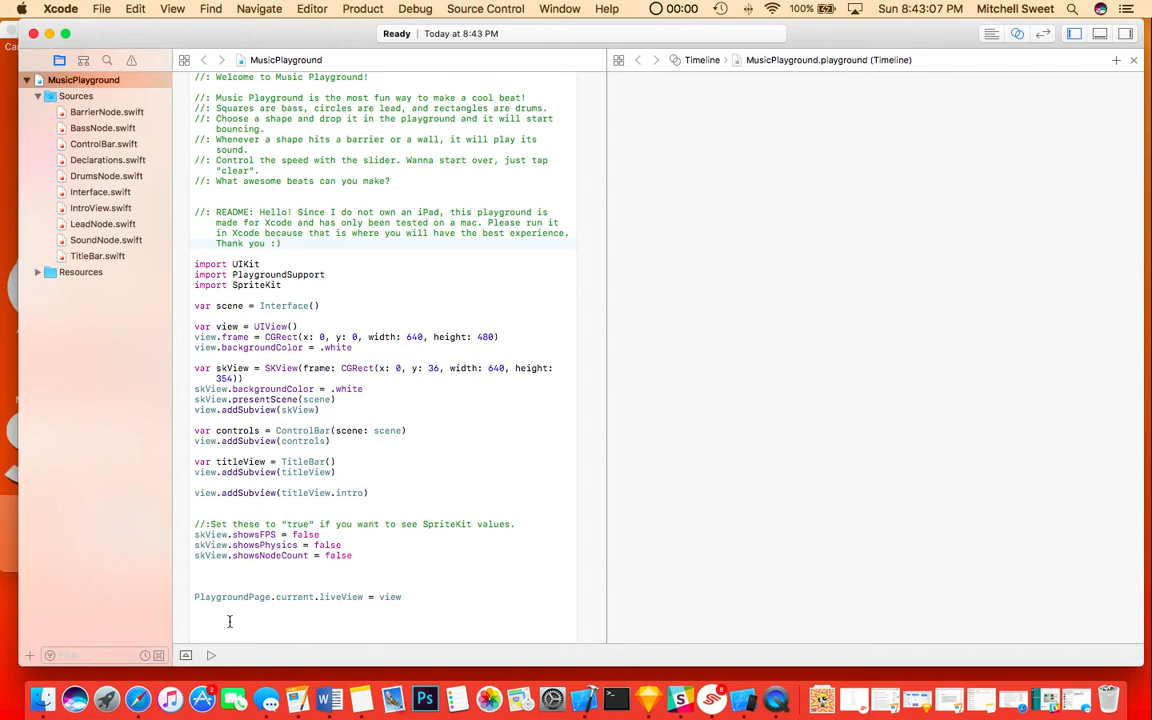 Xcode File Edit View Find Navigate Editor Product Debug Source Control Window Help 00:00 100% Sun 8:43:07 PM Mitchell Sweet
Ready | Today at 8:43 PM
MusicPlayground
Timeline MusicPlayground.playground (Timeline)
MusicPlayground
Sources
BarrierNode.swift
BassNode.swift
ControlBar.swift
Declarations.swift
DrumsNode.swift
Interface.swift
IntroView.swift
LeadNode.swift
SoundNode.swift
TitleBar.swift
Resources
//: Welcome to Music Playground!
//: Music Playground is the most fun way to make a cool beat!
//: Squares are bass, circles are lead, and rectangles are drums.
//: Choose a shape and drop it in the playground and it will start
bouncing.
//: Whenever a shape hits a barrier or a wall, it will play its
sound.
//: Control the speed with the slider. Wanna start over, just tap
"clear".
//: What awesome beats can you make?
//: README: Hello! Since I do not own an iPad, this playground is
made for Xcode and has only been tested on a mac. Please run it
in Xcode because that is where you will have the best experience.
Thank you :)
import UIKit
import PlaygroundSupport
import SpriteKit
var scene = Interface()
var view = UIView()
view.frame = CGRect(x: 0, y: 0, width: 640, height: 480)
view.backgroundColor = .white
var skView = SKView(frame: CGRect(x: 0, y: 36, width: 640, height:
354))
skView.backgroundColor = .white
skView.presentScene(scene)
view.addSubview(skView)
var controls = ControlBar(scene: scene)
view.addSubview(controls)
var titleView = TitleBar()
view.addSubview(titleView)
view.addSubview(titleView.intro)
//:Set these to "true" if you want to see SpriteKit values.
skView.showsFPS = false
skView.showsPhysics = false
skView.showsNodeCount = false
PlaygroundPage.current.liveView = view
Filter